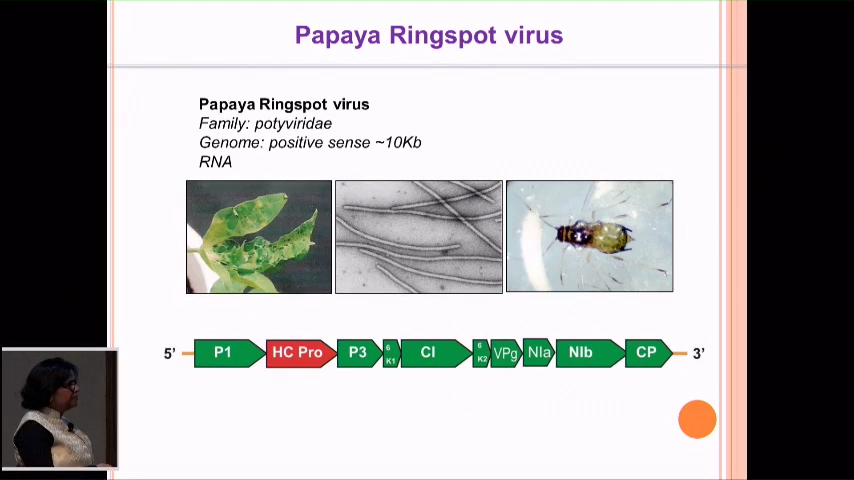 Papaya Ringspot virus
Papaya Ringspot virus
Family: potyviridae
Genome: positive sense ~10Kb
RNA
5’ P1 HC Pro P3 6 K1 CI 6 K2 VPg NIa NIb CP 3’